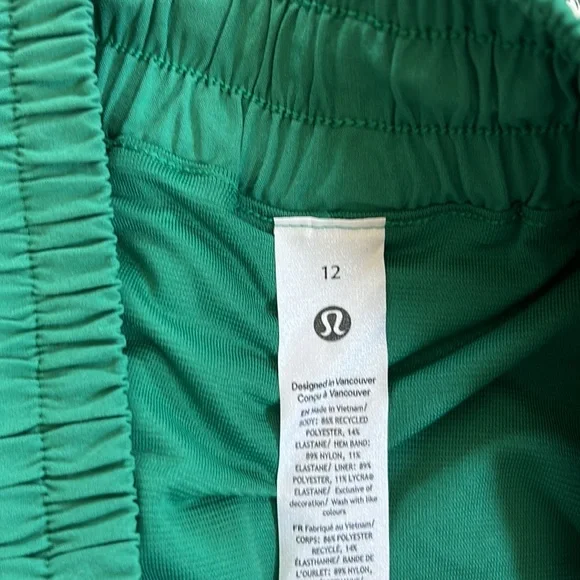 12
Designed in Vancouver
Conçu à Vancouver
EN Made in Vietnam/
BODY: 86% RECYCLED
POLYESTER, 14%
ELASTANE/ HEM BAND:
89% NYLON, 11%
ELASTANE/ LINER: 89%
POLYESTER, 11% LYCRA®
ELASTANE/ Exclusive of
decoration/ Wash with like
colours
FR Fabriqué au Vietnam/
CORPS: 86% POLYESTER
RECYCLÉ, 14%
ÉLASTHANNE/ BANDE DE
L'OURLET: 89% NYLON,